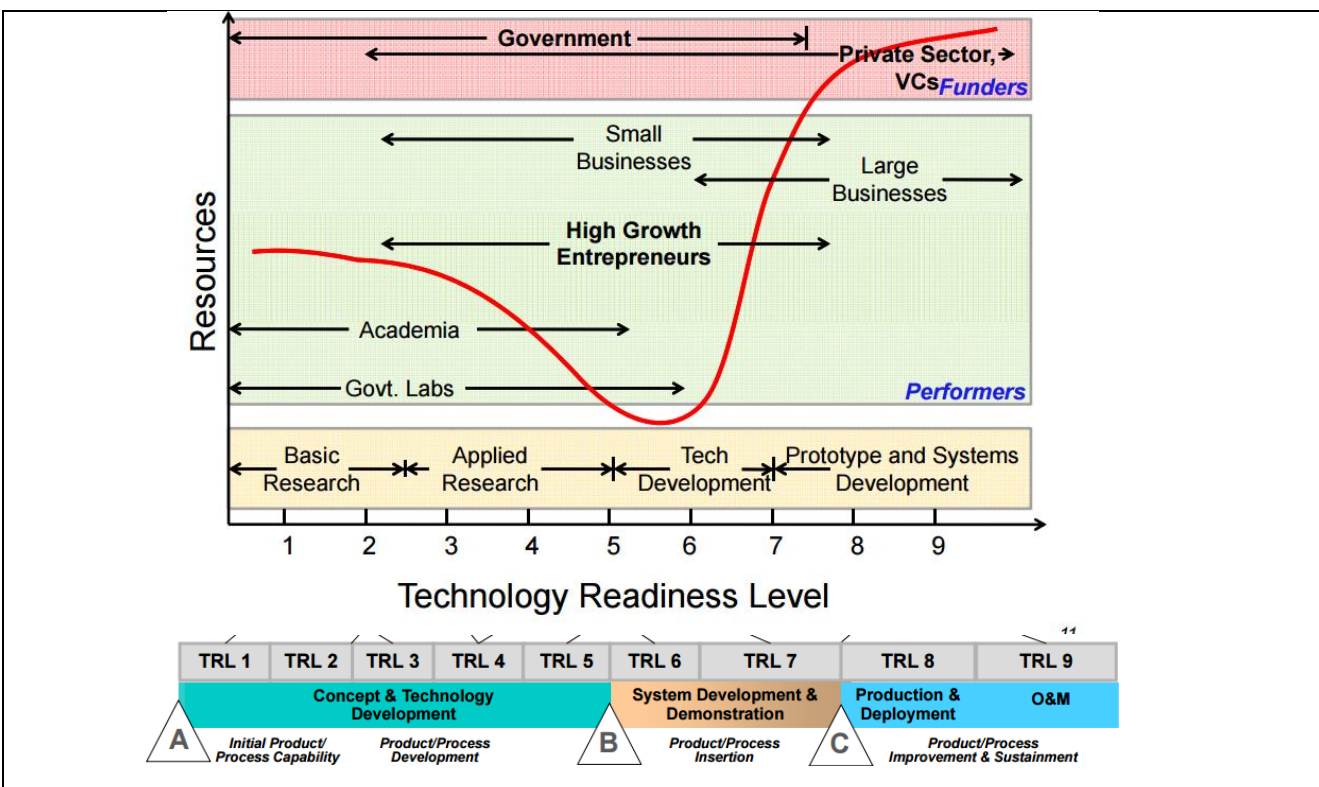 Government
Private Sector,
VCs
Funders
Small
Businesses
Large
Businesses
High Growth
Entrepreneurs
Resources
Academia
Govt. Labs
Performers
Basic
Research
Applied
Research
Tech
Development
Prototype and Systems
Development
1 2 3 4 5 6 7 8 9
Technology Readiness Level
11
TRL 1 TRL 2 TRL 3 TRL 4 TRL 5 TRL 6 TRL 7 TRL 8 TRL 9
Concept & Technology
Development
System Development &
Demonstration
Production &
Deployment
O&M
A
Initial Product/
Process Capability
Product/Process
Development
B
Product/Process
Insertion
C
Product/Process
Improvement & Sustainment